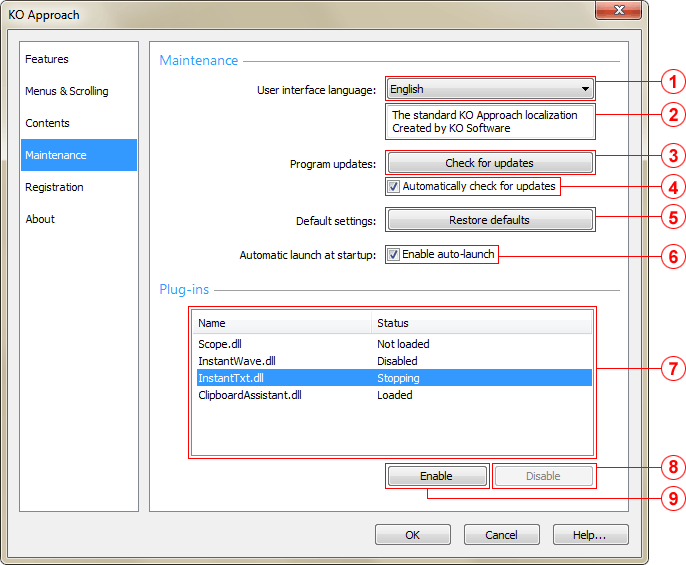 KO Approach
Features
Menus & Scrolling
Contents
Maintenance
Registration
About
Maintenance
User interface language: English 1
The standard KO Approach localization
Created by KO Software 2
Program updates: Check for updates 3
Automatically check for updates 4
Default settings: Restore defaults 5
Automatic launch at startup: Enable auto-launch 6
Plug-ins
Name Status
Scope.dll Not loaded
InstantWave.dll Disabled
InstantTxt.dll Stopping
ClipboardAssistant.dll Loaded
7
Enable Disable 8
9
OK Cancel Help...